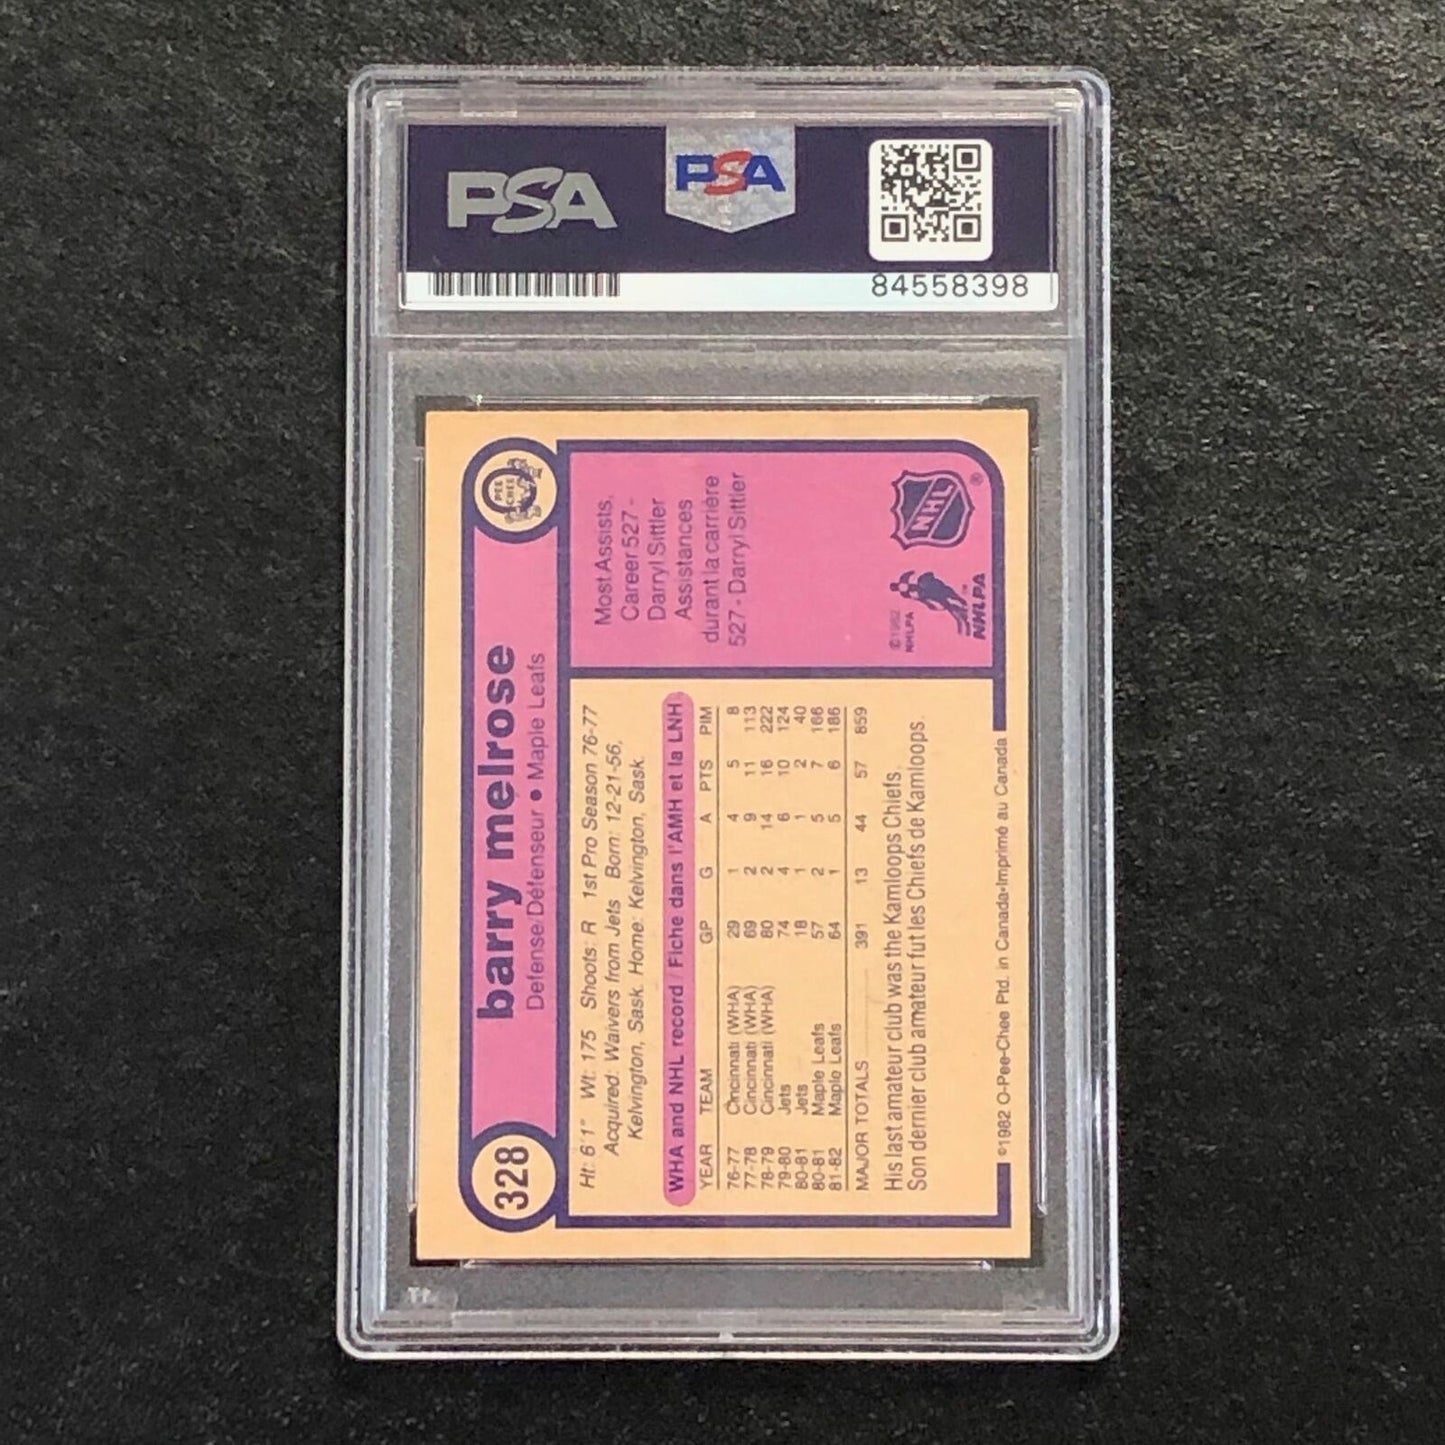 PSA
PSA
84558398
328
barry melrose
O
PEE
CHEE
Defense/Défenseur • Maple Leafs
Ht: 6'1" Wt: 175 Shoots: R 1st Pro Season 76-77
Acquired: Waivers from Jets Born: 12-21-56,
Kelvington, Sask. Home: Kelvington, Sask.
WHA and NHL record / Fiche dans l'AMH et la LNH
YEAR TEAM GP G A PTS PIM
76-77 Cincinnati (WHA) 29 1 4 5 8
77-78 Cincinnati (WHA) 69 2 9 11 113
78-79 Cincinnati (WHA) 80 2 14 16 222
79-80 Jets 74 4 6 10 124
80-81 Jets 18 1 1 2 40
80-81 Maple Leafs 57 2 5 7 166
81-82 Maple Leafs 64 1 5 6 186
MAJOR TOTALS 391 13 44 57 859
His last amateur club was the Kamloops Chiefs.
Son dernier club amateur fut les Chiefs de Kamloops.
©1982 O-Pee-Chee Ptd. in Canada-Imprimé au Canada
Most Assists,
Career 527 -
Darryl Sittler
Assistances
durant la carrière
527 - Darryl Sittler
©1982
NHLPA
NHLPA
™
NHL
®